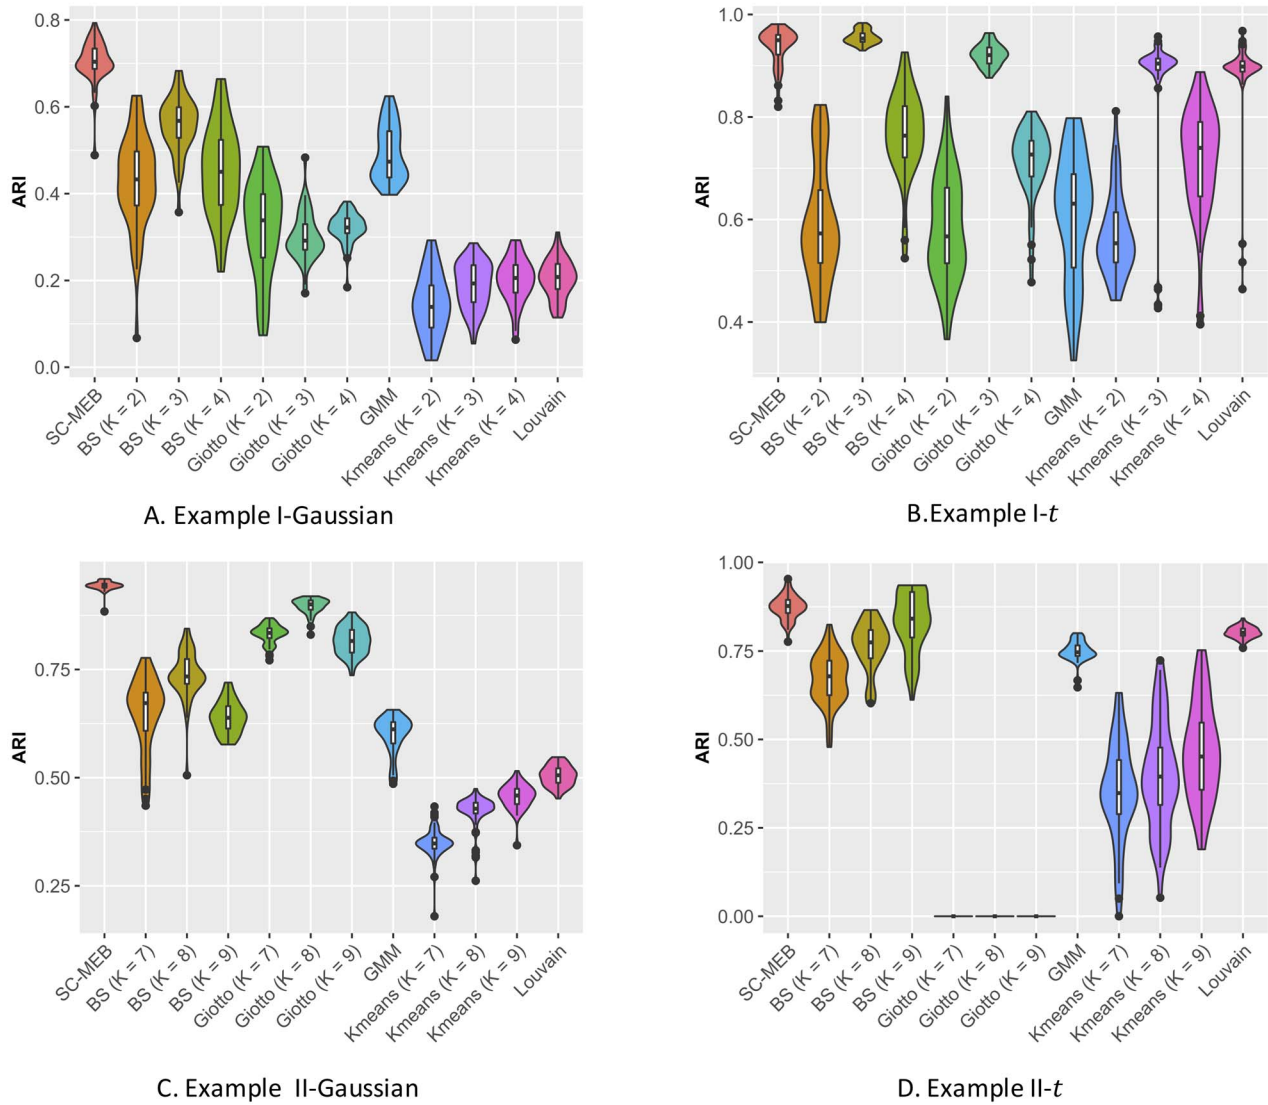 0.8
0.6
0.4
0.2
0.0
ARI
SC-MEB
BS (K = 2)
BS (K = 3)
BS (K = 4)
Giotto (K = 2)
Giotto (K = 3)
Giotto (K = 4)
GMM
Kmeans (K = 2)
Kmeans (K = 3)
Kmeans (K = 4)
Louvain
A. Example I-Gaussian
1.0
0.8
0.6
0.4
ARI
SC-MEB
BS (K = 2)
BS (K = 3)
BS (K = 4)
Giotto (K = 2)
Giotto (K = 3)
Giotto (K = 4)
GMM
Kmeans (K = 2)
Kmeans (K = 3)
Kmeans (K = 4)
Louvain
B.Example I-t
0.75
0.50
0.25
ARI
SC-MEB
BS (K = 7)
BS (K = 8)
BS (K = 9)
Giotto (K = 7)
Giotto (K = 8)
Giotto (K = 9)
GMM
Kmeans (K = 7)
Kmeans (K = 8)
Kmeans (K = 9)
Louvain
C. Example II-Gaussian
1.00
0.75
0.50
0.25
0.00
ARI
SC-MEB
BS (K = 7)
BS (K = 8)
BS (K = 9)
Giotto (K = 7)
Giotto (K = 8)
Giotto (K = 9)
GMM
Kmeans (K = 7)
Kmeans (K = 8)
Kmeans (K = 9)
Louvain
D. Example II-t